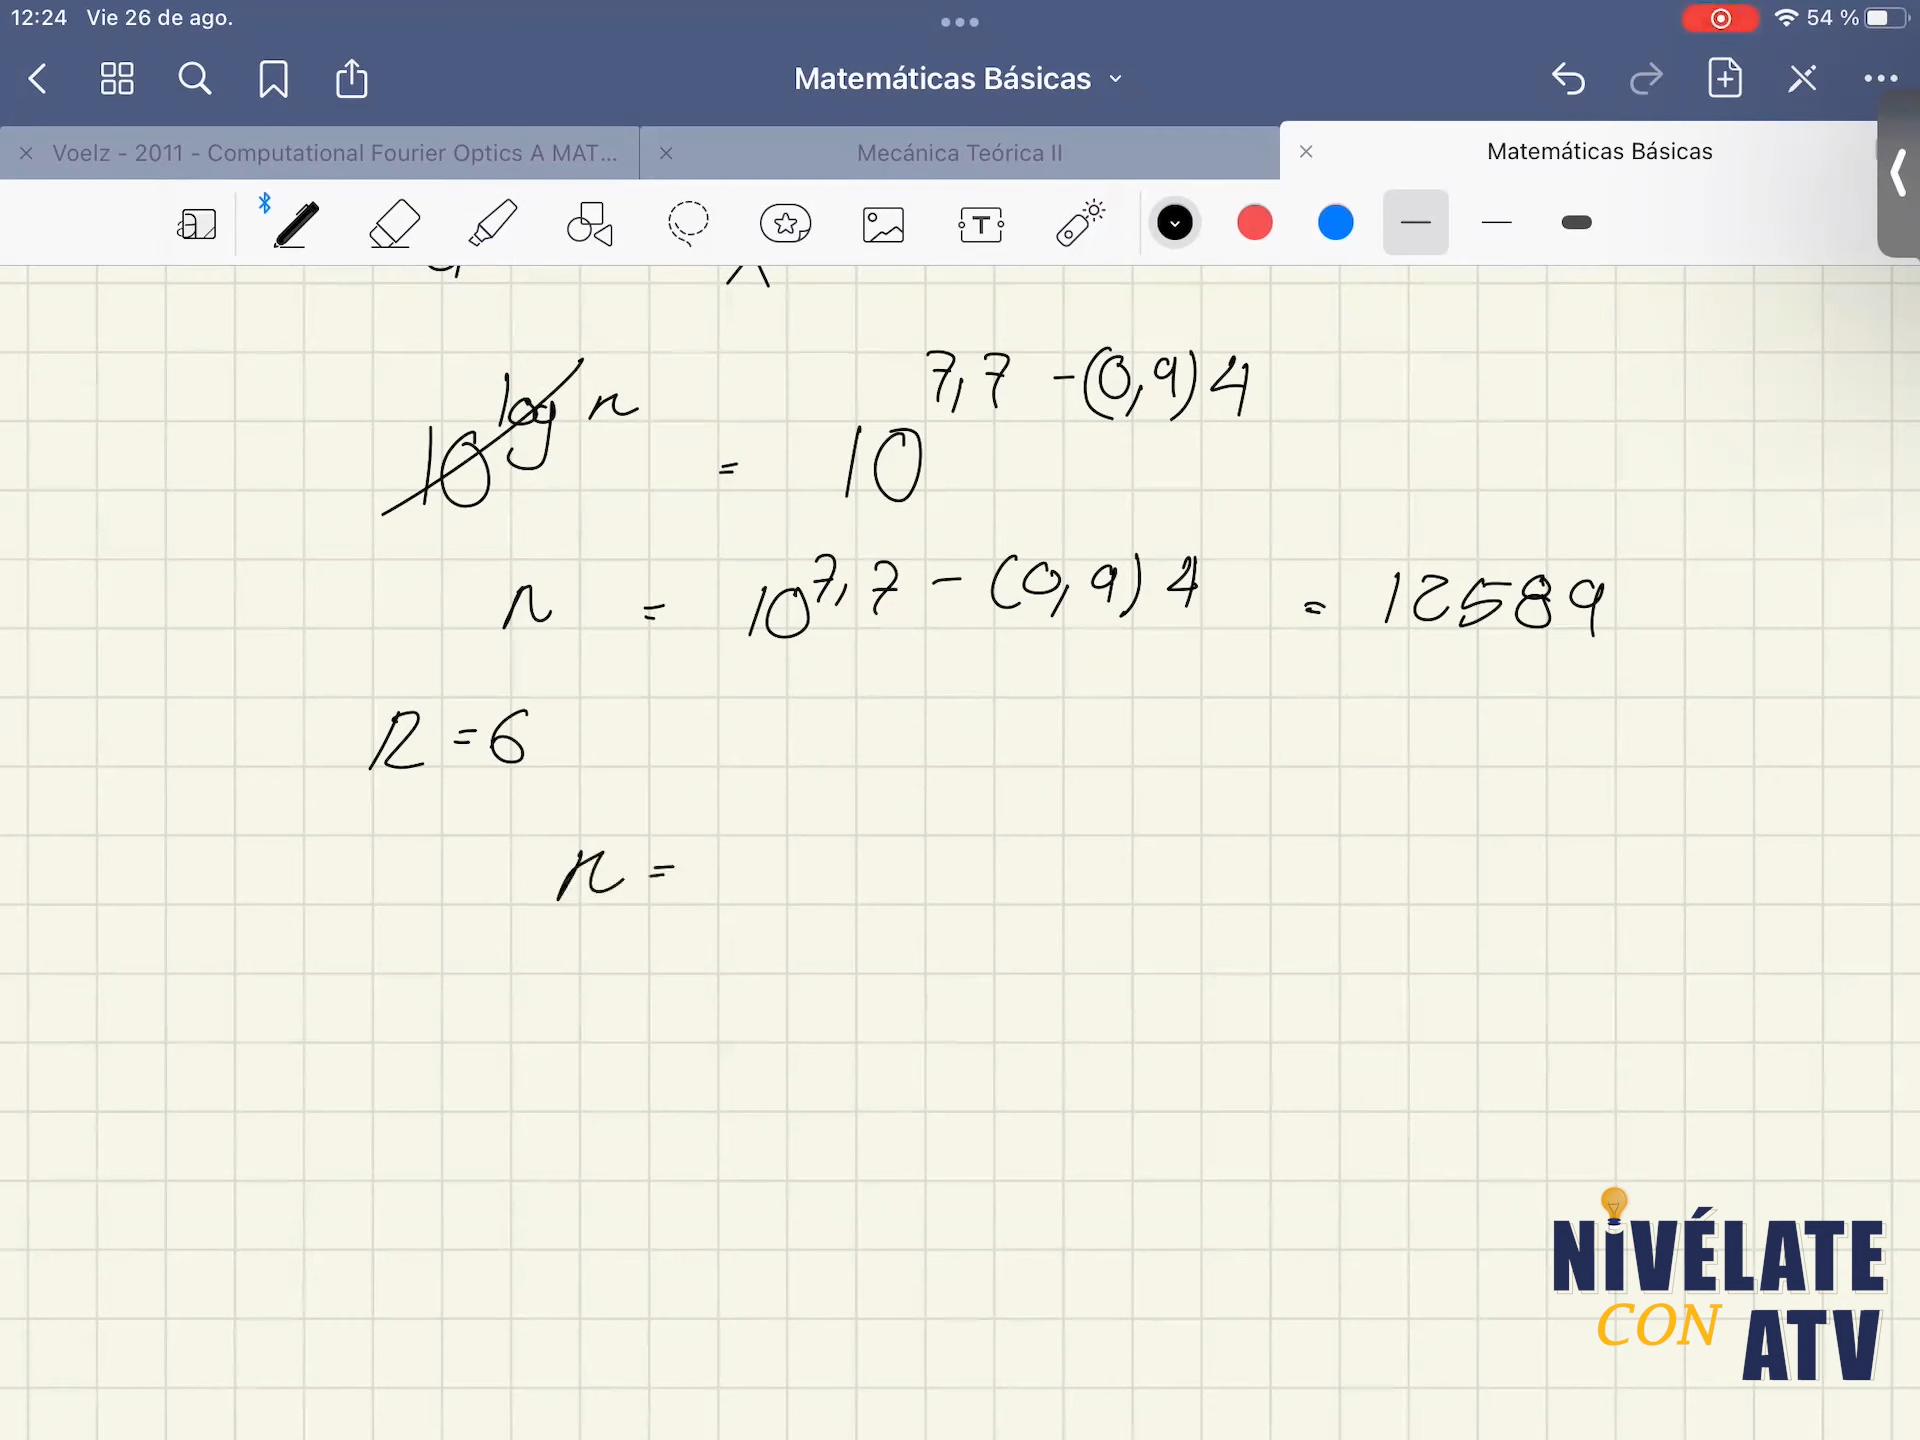 12:24 Vie 26 de ago. 54 %
Matemáticas Básicas
Voelz - 2011 - Computational Fourier Optics A MAT... Mecánica Teórica II Matemáticas Básicas
10^{log n} = 10^{7,7 - (0,9) 4}
n = 10^{7,7 - (0,9) 4} = 12589
R = 6
n =
NIVÉLATE
CON
ATV